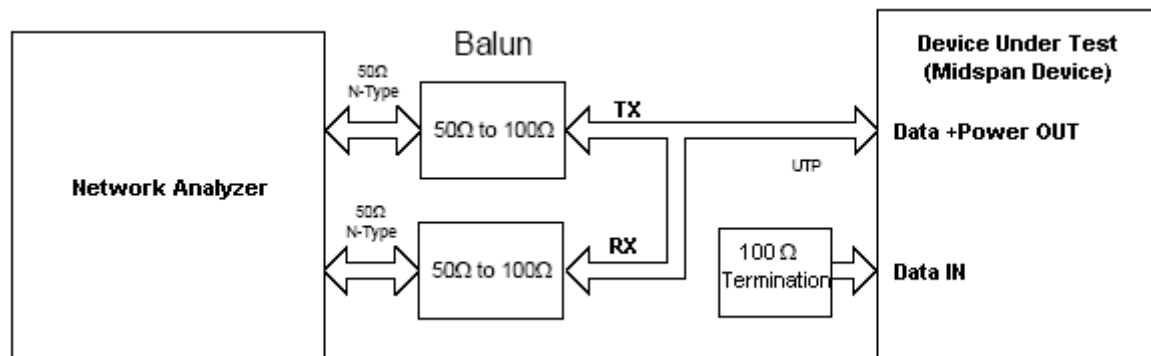 Balun
50Ω
N-Type
50Ω to 100Ω
TX
Device Under Test
(Midspan Device)
Data +Power OUT
UTP
Network Analyzer
50Ω
N-Type
50Ω to 100Ω
RX
100 Ω
Termination
Data IN